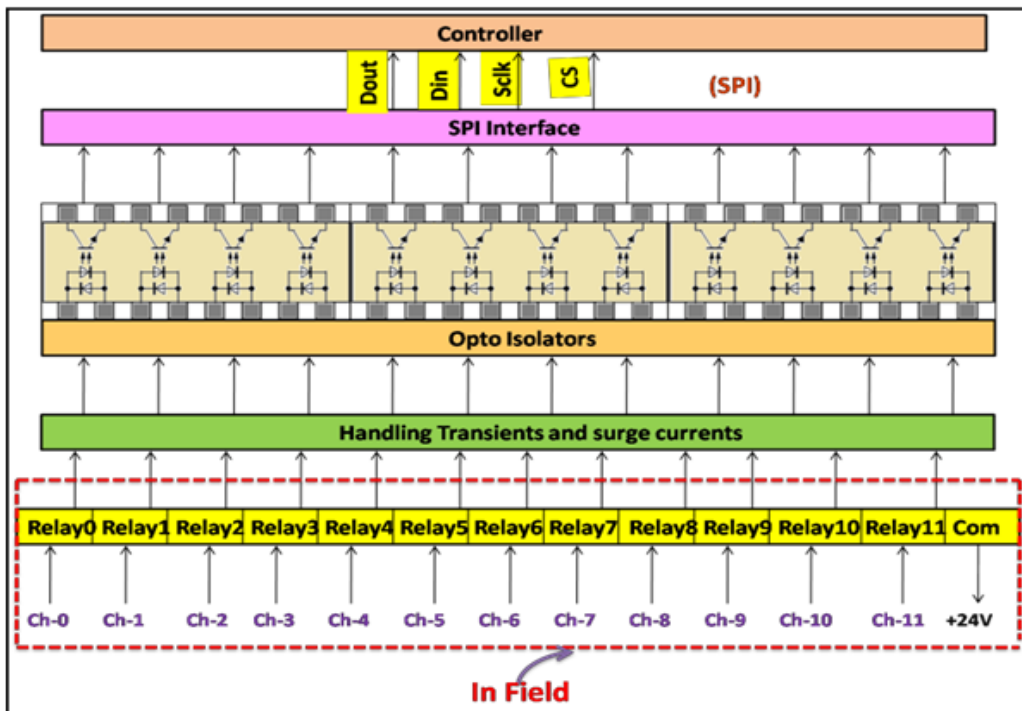 Controller
Dout Din Sclk CS
(SPI)
SPI Interface
Opto Isolators
Handling Transients and surge currents
Relay0 Relay1 Relay2 Relay3 Relay4 Relay5 Relay6 Relay7 Relay8 Relay9 Relay10 Relay11 Com
Ch-0 Ch-1 Ch-2 Ch-3 Ch-4 Ch-5 Ch-6 Ch-7 Ch-8 Ch-9 Ch-10 Ch-11 +24V
In Field